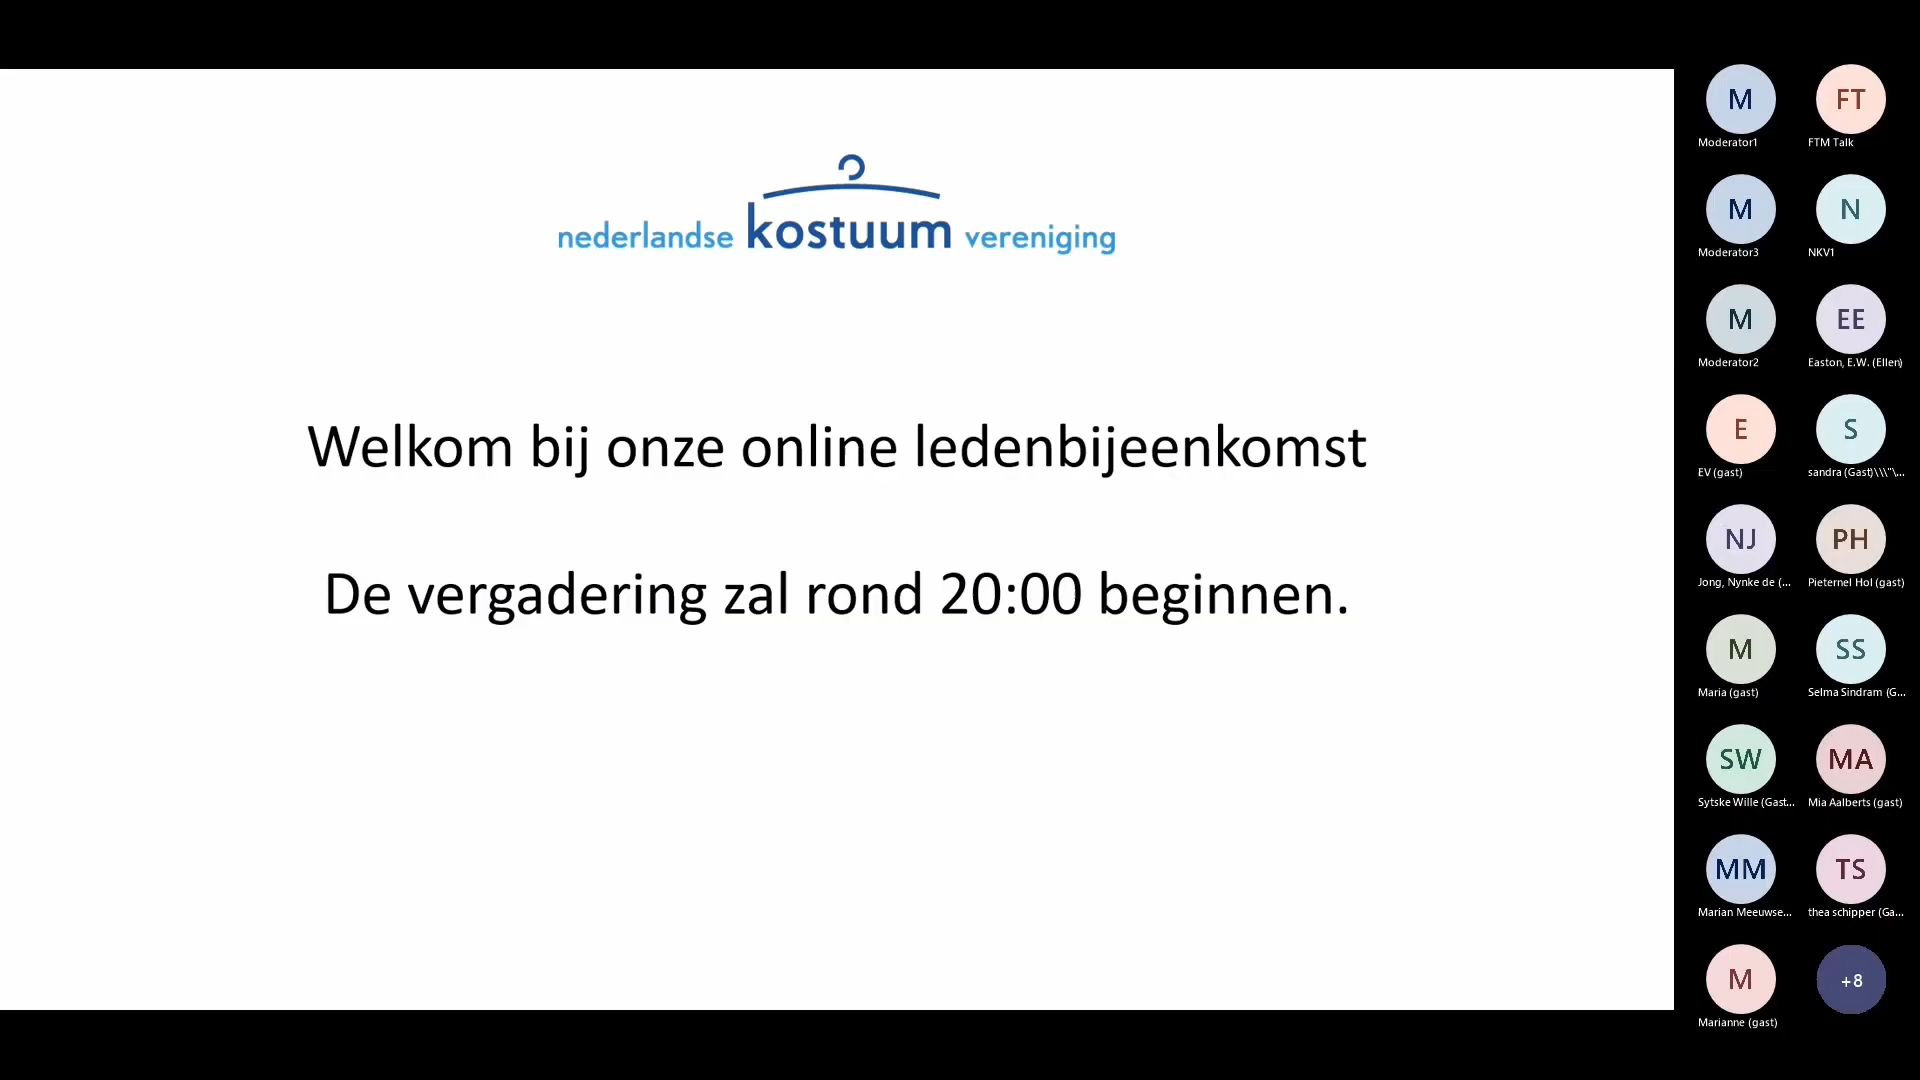 nederlandse kostuum vereniging
Welkom bij onze online ledenbijeenkomst
De vergadering zal rond 20:00 beginnen.
M FT
Moderator1 FTM Talk
M N
Moderator3 NKV1
M EE
Moderator2 Easton, E.W. (Ellen)
E S
EV (gast) sandra (Gast)\\\"\...
NJ PH
Jong, Nynke de (... Pieternel Hol (gast)
M SS
Maria (gast) Selma Sindram (G...
SW MA
Sytske Wille (Gast... Mia Aalberts (gast)
MM TS
Marian Meeuwse... thea schipper (Ga...
M +8
Marianne (gast)